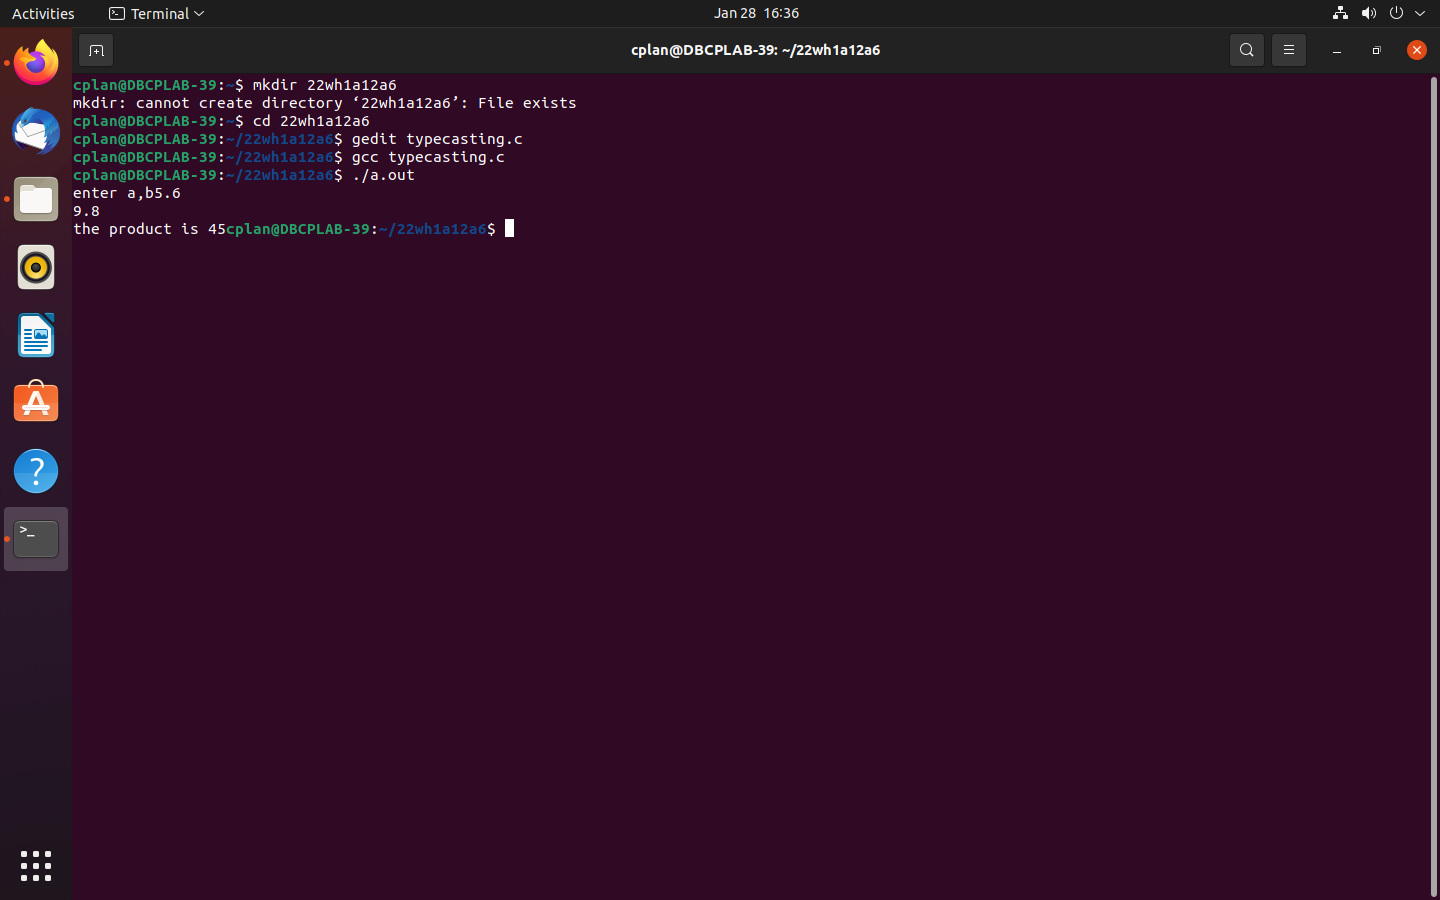 Activities
Terminal
Jan 28 16:36
cplan@DBCPLAB-39: ~/22wh1a12a6
cplan@DBCPLAB-39:~$ mkdir 22wh1a12a6
mkdir: cannot create directory ‘22wh1a12a6’: File exists
cplan@DBCPLAB-39:~$ cd 22wh1a12a6
cplan@DBCPLAB-39:~/22wh1a12a6$ gedit typecasting.c
cplan@DBCPLAB-39:~/22wh1a12a6$ gcc typecasting.c
cplan@DBCPLAB-39:~/22wh1a12a6$ ./a.out
enter a,b5.6
9.8
the product is 45cplan@DBCPLAB-39:~/22wh1a12a6$